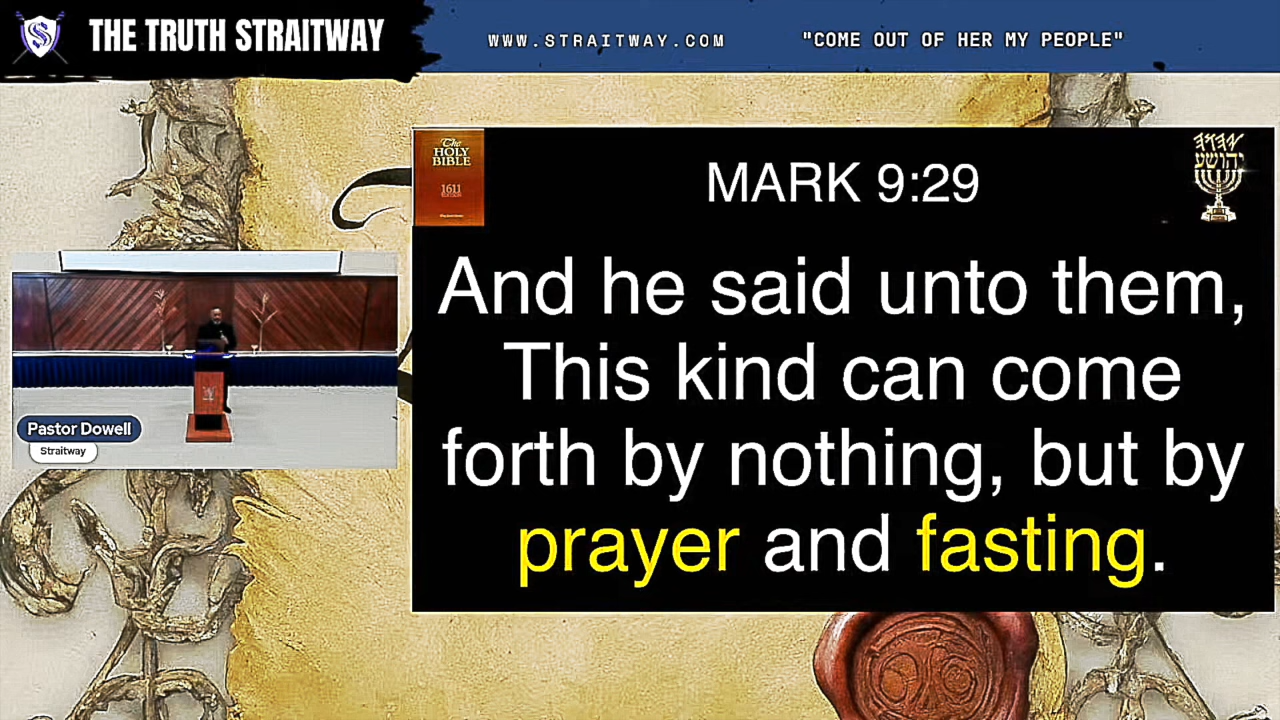 THE TRUTH STRAITWAY
WWW.STRAITWAY.COM
"COME OUT OF HER MY PEOPLE"
The
HOLY
BIBLE
1611
EDITION
MARK 9:29
יהושע
And he said unto them,
This kind can come
forth by nothing, but by
prayer and fasting.
Pastor Dowell
Straitway